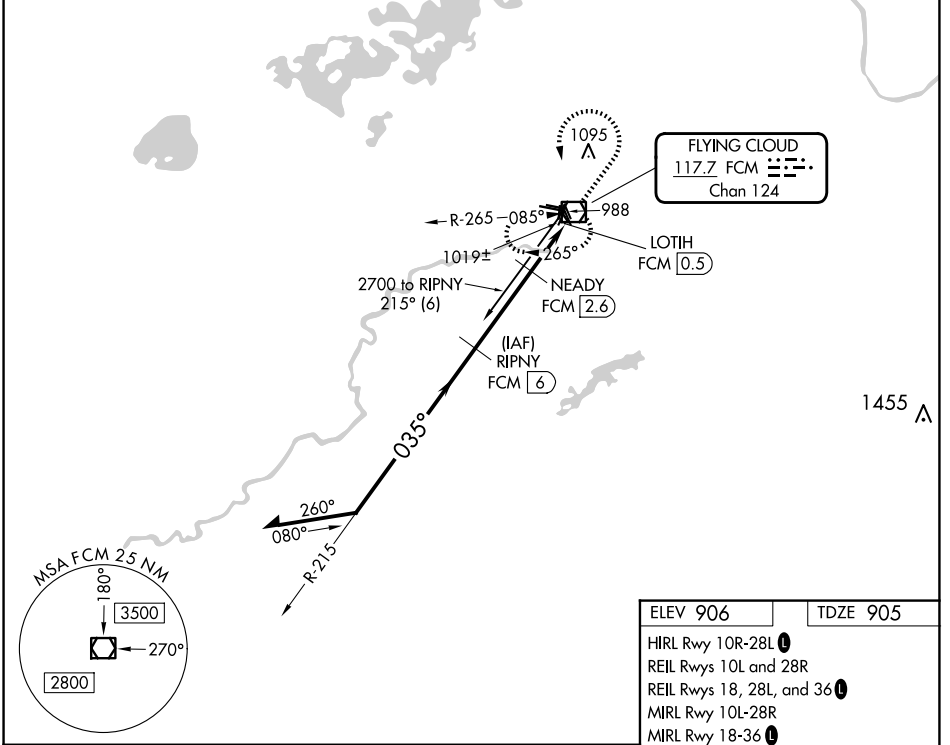 1095
FLYING CLOUD
117.7 FCM
Chan 124
R-265
085°
988
1019±
265°
LOTIH
FCM 0.5
2700 to RIPNY
215° (6)
NEADY
FCM 2.6
(IAF)
RIPNY
FCM 6
1455
035°
260°
080°
R-215
MSA FCM 25 NM
180°
3500
270°
2800
ELEV 906
TDZE 905
HIRL Rwy 10R-28L L
REIL Rwys 10L and 28R
REIL Rwys 18, 28L, and 36 L
MIRL Rwy 10L-28R
MIRL Rwy 18-36 L